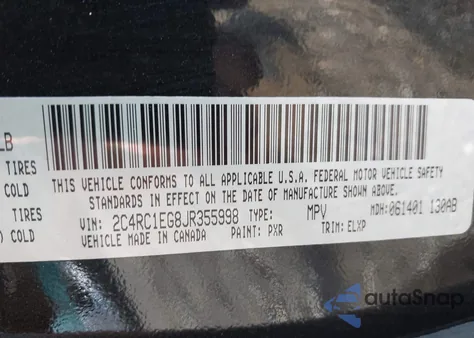 LB
TIRES
COLD
TIRES
COLD
THIS VEHICLE CONFORMS TO ALL APPLICABLE U.S.A. FEDERAL MOTOR VEHICLE SAFETY
STANDARDS IN EFFECT ON THE DATE OF MANUFACTURE SHOWN ABOVE.
VIN: 2C4RC1EG8JR355998 TYPE: MPV MDH: 061401 130AB
VEHICLE MADE IN CANADA PAINT: PXR TRIM: ELXP
autoSnap